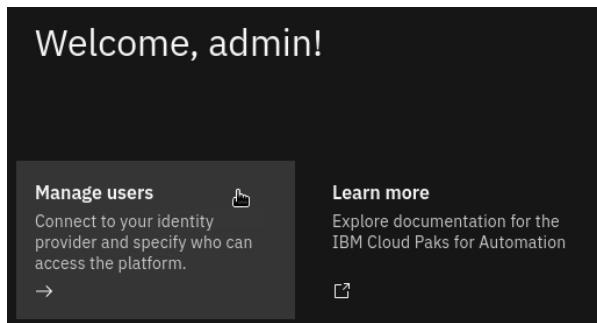 Welcome, admin!
Manage users
Connect to your identity
provider and specify who can
access the platform.
Learn more
Explore documentation for the
IBM Cloud Paks for Automation